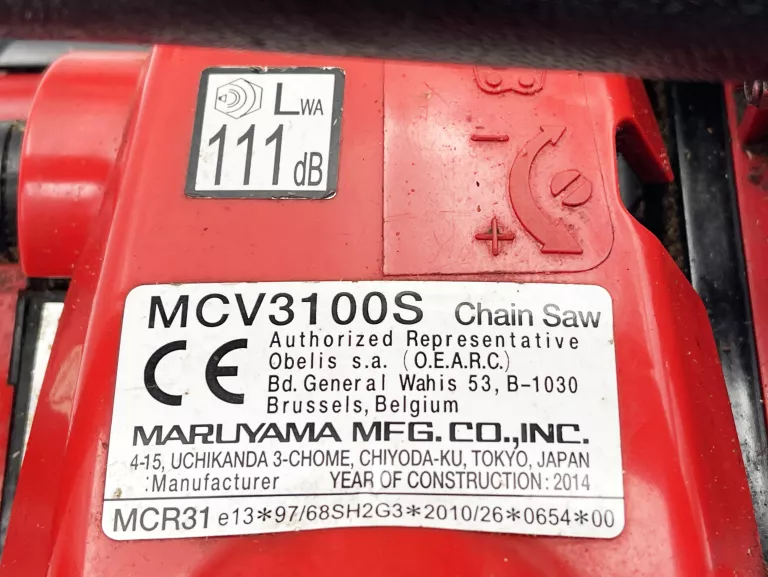 LWA
111 dB
− +
MCV3100S Chain Saw
CE Authorized Representative
Obelis s.a. (O.E.A.R.C.)
Bd. General Wahis 53, B-1030
Brussels, Belgium
MARUYAMA MFG. CO., INC.
4-15, UCHIKANDA 3-CHOME, CHIYODA-KU, TOKYO, JAPAN
:Manufacturer YEAR OF CONSTRUCTION: 2014
MCR31 e13*97/68SH2G3*2010/26*0654*00